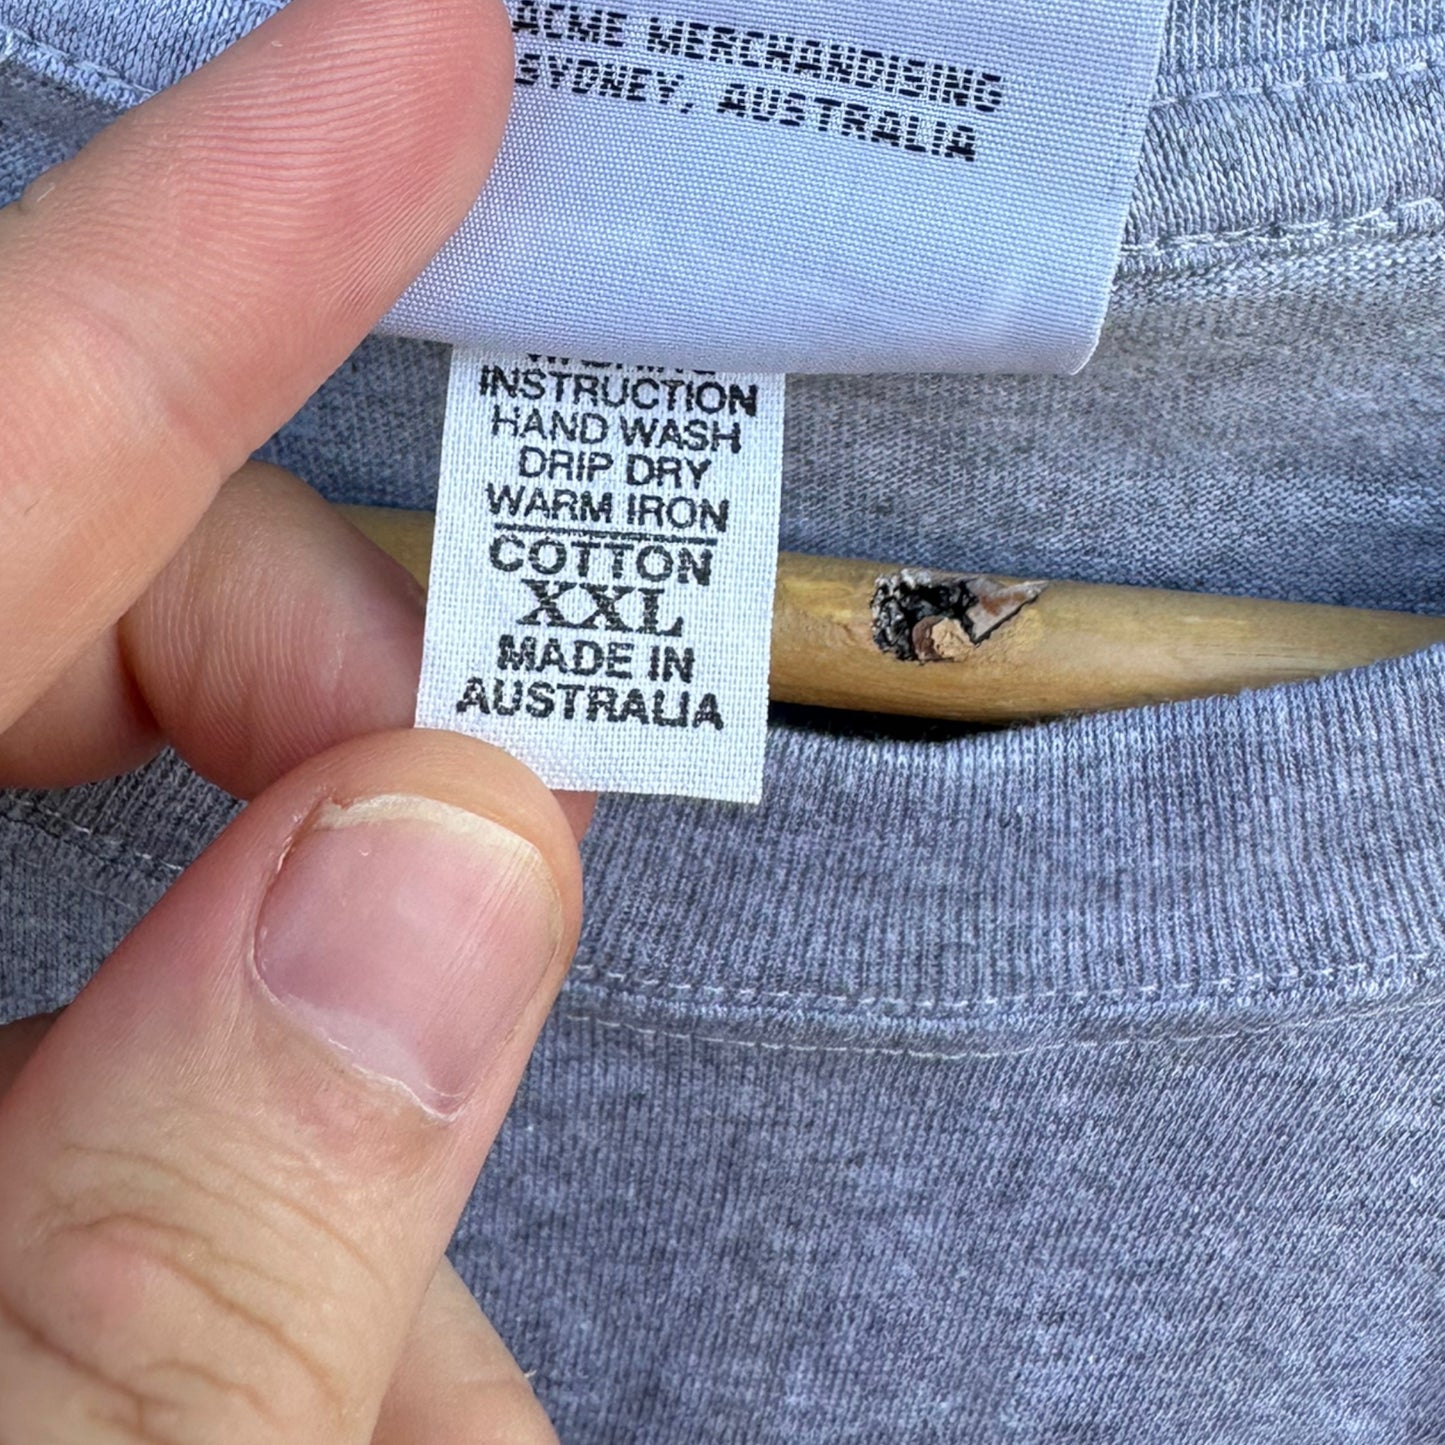 ACME MERCHANDISING
SYDNEY, AUSTRALIA
INSTRUCTION
HAND WASH
DRIP DRY
WARM IRON
COTTON
XXL
MADE IN
AUSTRALIA